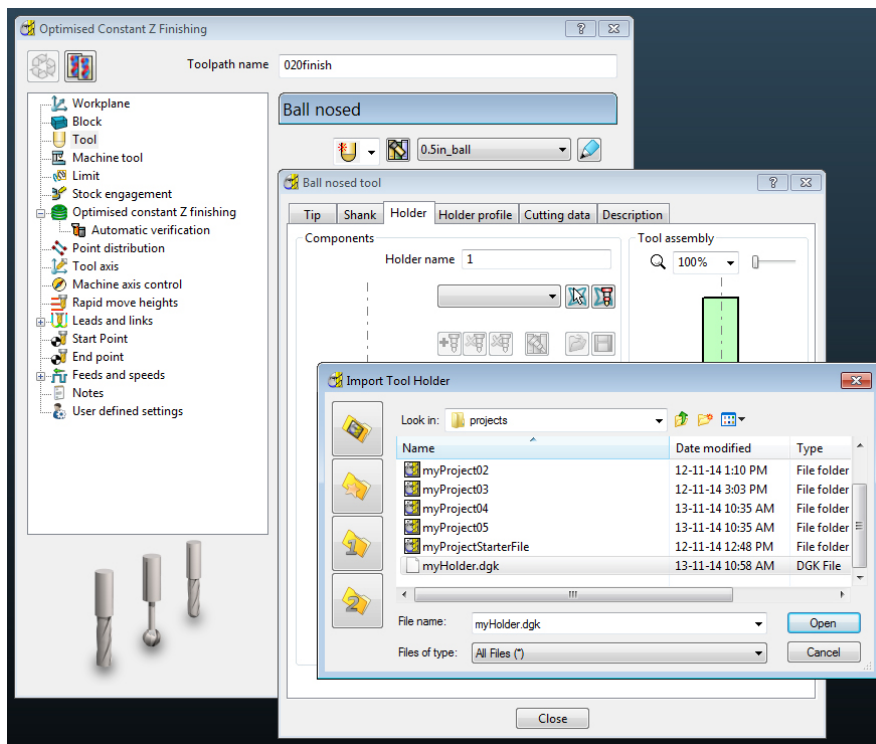 Optimised Constant Z Finishing
Toolpath name 020finish
Workplane
Block
Tool
Machine tool
Limit
Stock engagement
Optimised constant Z finishing
Automatic verification
Point distribution
Tool axis
Machine axis control
Rapid move heights
Leads and links
Start Point
End point
Feeds and speeds
Notes
User defined settings
Ball nosed
0.5in_ball
Ball nosed tool
Tip Shank Holder Holder profile Cutting data Description
Components
Holder name 1
Tool assembly
100%
Import Tool Holder
Look in: projects
Name Date modified Type
myProject02 12-11-14 1:10 PM File folder
myProject03 12-11-14 3:03 PM File folder
myProject04 13-11-14 10:35 AM File folder
myProject05 13-11-14 10:35 AM File folder
myProjectStarterFile 12-11-14 12:48 PM File folder
myHolder.dgk 13-11-14 10:58 AM DGK File
1
2
File name: myHolder.dgk Open
Files of type: All Files (*) Cancel
Close